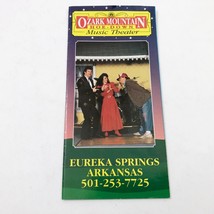 OZARK MOUNTAIN
HOE-DOWN
Music Theater
EUREKA SPRINGS
ARKANSAS
501-253-7725